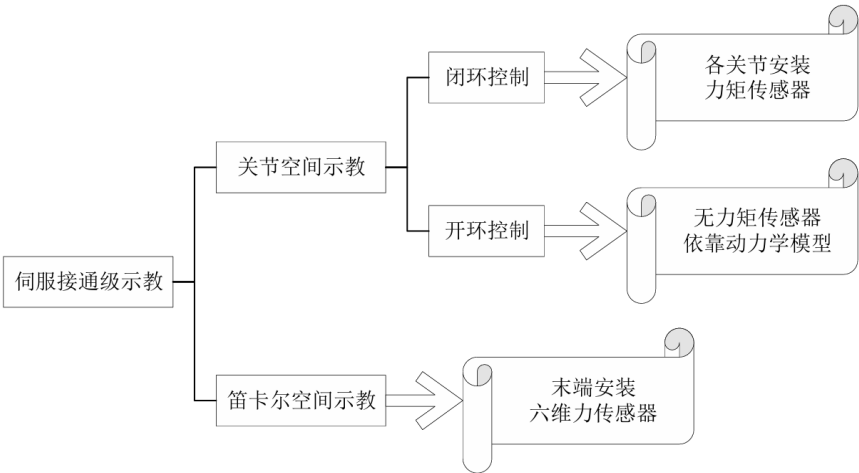 伺服接通级示教
关节空间示教
闭环控制
各关节安装
力矩传感器
开环控制
无力矩传感器
依靠动力学模型
笛卡尔空间示教
末端安装
六维力传感器